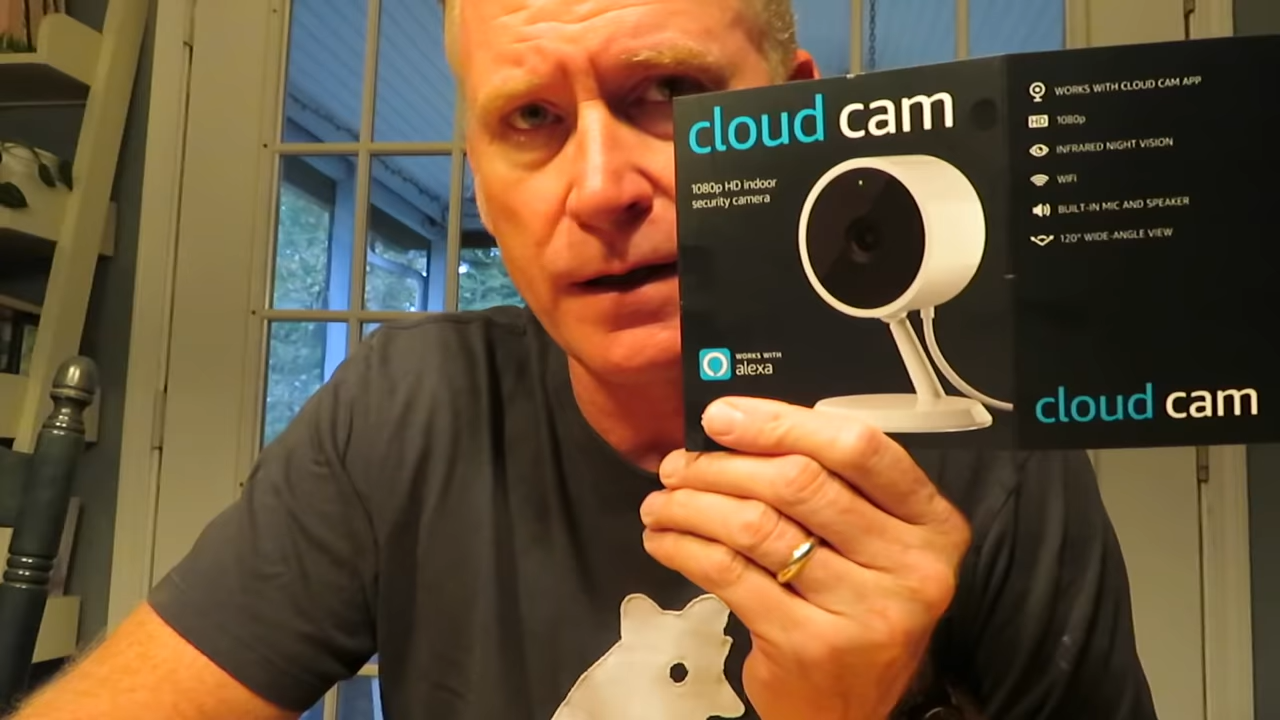 cloud cam
1080p HD indoor
security camera
WORKS WITH
alexa
WORKS WITH CLOUD CAM APP
HD 1080p
INFRARED NIGHT VISION
WiFi
BUILT-IN MIC AND SPEAKER
120° WIDE-ANGLE VIEW
cloud cam